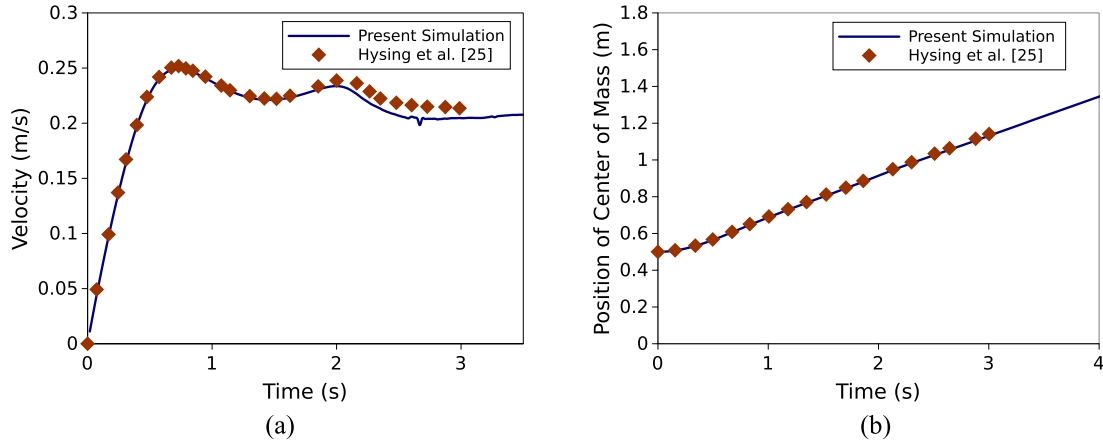 0.3
0.25
0.2
0.15
0.1
0.05
0
Velocity (m/s)
Present Simulation
Hysing et al. [25]
0 1 2 3
Time (s)
(a)
1.8
1.6
1.4
1.2
1
0.8
0.6
0.4
0.2
0
Position of Center of Mass (m)
Present Simulation
Hysing et al. [25]
0 1 2 3 4
Time (s)
(b)